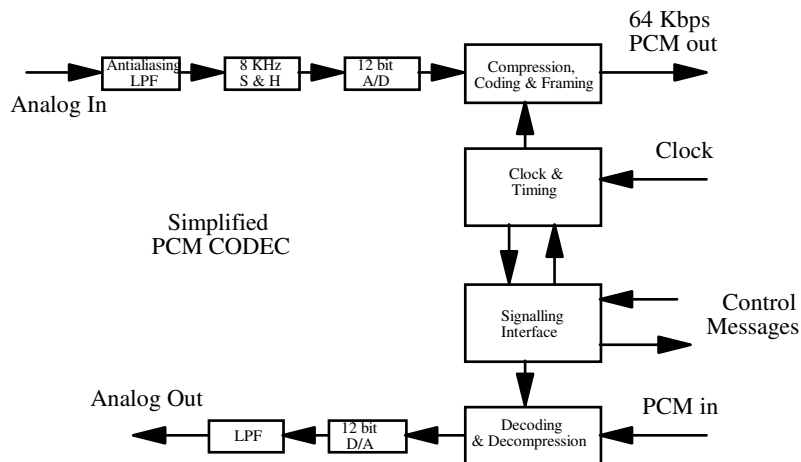 64 Kbps
PCM out
Antialiasing
LPF
8 KHz
S & H
12 bit
A/D
Compression,
Coding & Framing
Analog In
Clock &
Timing
Clock
Simplified
PCM CODEC
Signalling
Interface
Control
Messages
Analog Out
LPF
12 bit
D/A
Decoding
& Decompression
PCM in